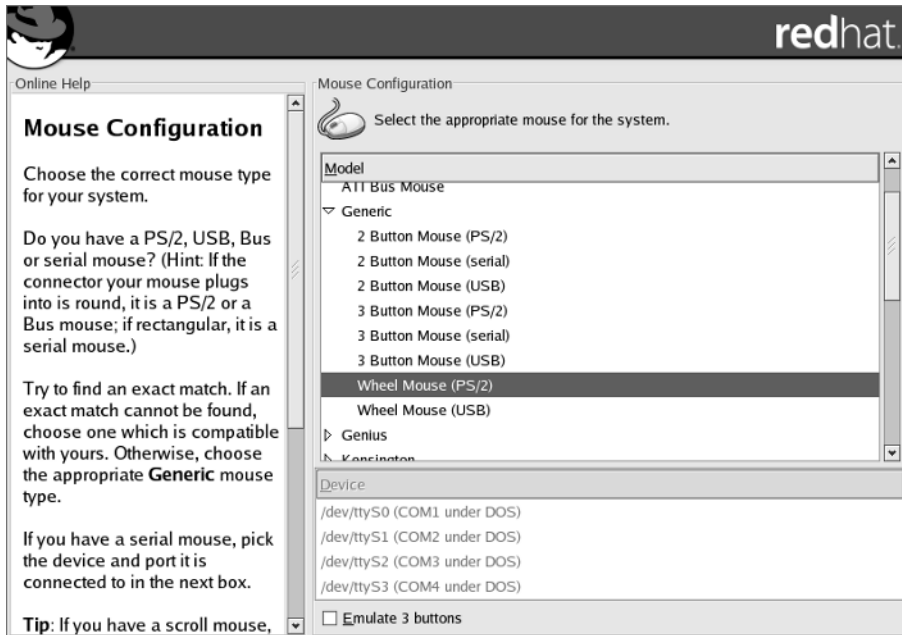 redhat.
Online Help
Mouse Configuration
Choose the correct mouse type
for your system.
Do you have a PS/2, USB, Bus
or serial mouse? (Hint: If the
connector your mouse plugs
into is round, it is a PS/2 or a
Bus mouse; if rectangular, it is a
serial mouse.)
Try to find an exact match. If an
exact match cannot be found,
choose one which is compatible
with yours. Otherwise, choose
the appropriate Generic mouse
type.
If you have a serial mouse, pick
the device and port it is
connected to in the next box.
Tip: If you have a scroll mouse,
Mouse Configuration
Select the appropriate mouse for the system.
Model
ATI Bus Mouse
Generic
2 Button Mouse (PS/2)
2 Button Mouse (serial)
2 Button Mouse (USB)
3 Button Mouse (PS/2)
3 Button Mouse (serial)
3 Button Mouse (USB)
Wheel Mouse (PS/2)
Wheel Mouse (USB)
Genius
Kensington
Device
/dev/ttyS0 (COM1 under DOS)
/dev/ttyS1 (COM2 under DOS)
/dev/ttyS2 (COM3 under DOS)
/dev/ttyS3 (COM4 under DOS)
Emulate 3 buttons